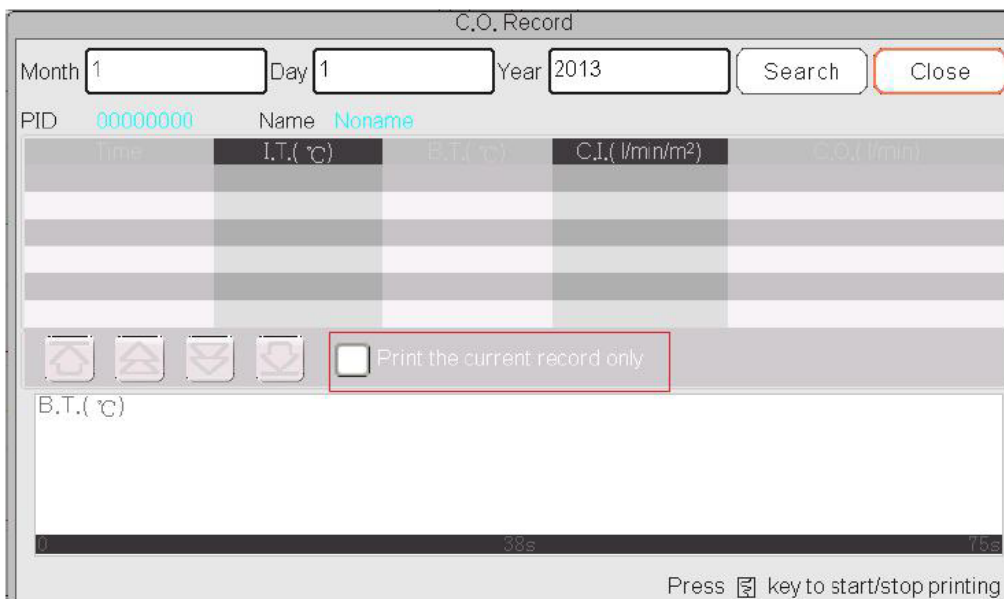 C.O. Record
Month 1 Day 1 Year 2013 Search Close
PID 00000000 Name Noname
Time I.T.( ℃) B.T.( ℃) C.I.( l/min/m²) C.O.( l/min)
Print the current record only
B.T.( ℃)
0 38s 75s
Press key to start/stop printing